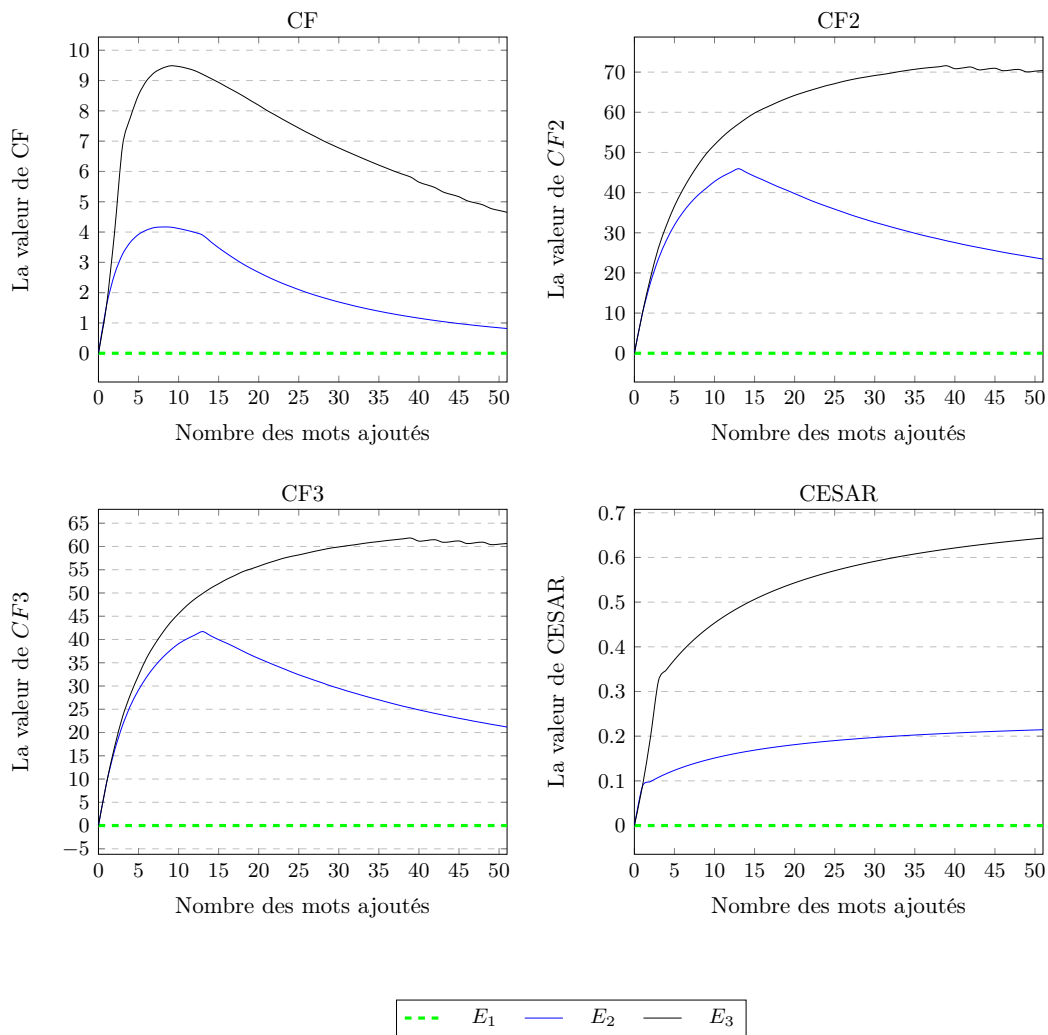 CF
10
9
8
7
6
5
4
3
2
1
0
La valeur de CF
0 5 10 15 20 25 30 35 40 45 50
Nombre des mots ajoutés
CF2
70
60
50
40
30
20
10
0
La valeur de CF2
0 5 10 15 20 25 30 35 40 45 50
Nombre des mots ajoutés
CF3
65
60
55
50
45
40
35
30
25
20
15
10
5
0
−5
La valeur de CF3
0 5 10 15 20 25 30 35 40 45 50
Nombre des mots ajoutés
CESAR
0.7
0.6
0.5
0.4
0.3
0.2
0.1
0
La valeur de CESAR
0 5 10 15 20 25 30 35 40 45 50
Nombre des mots ajoutés
E1 E2 E3